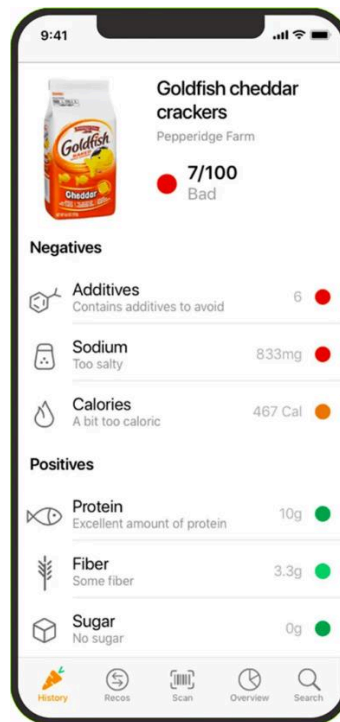 9:41
Goldfish cheddar
crackers
Pepperidge Farm
7/100
Bad
Goldfish
Cheddar
Negatives
Additives
Contains additives to avoid
6
Sodium
Too salty
833mg
Calories
A bit too caloric
467 Cal
Positives
Protein
Excellent amount of protein
10g
Fiber
Some fiber
3.3g
Sugar
No sugar
0g
History
Recos
Scan
Overview
Search